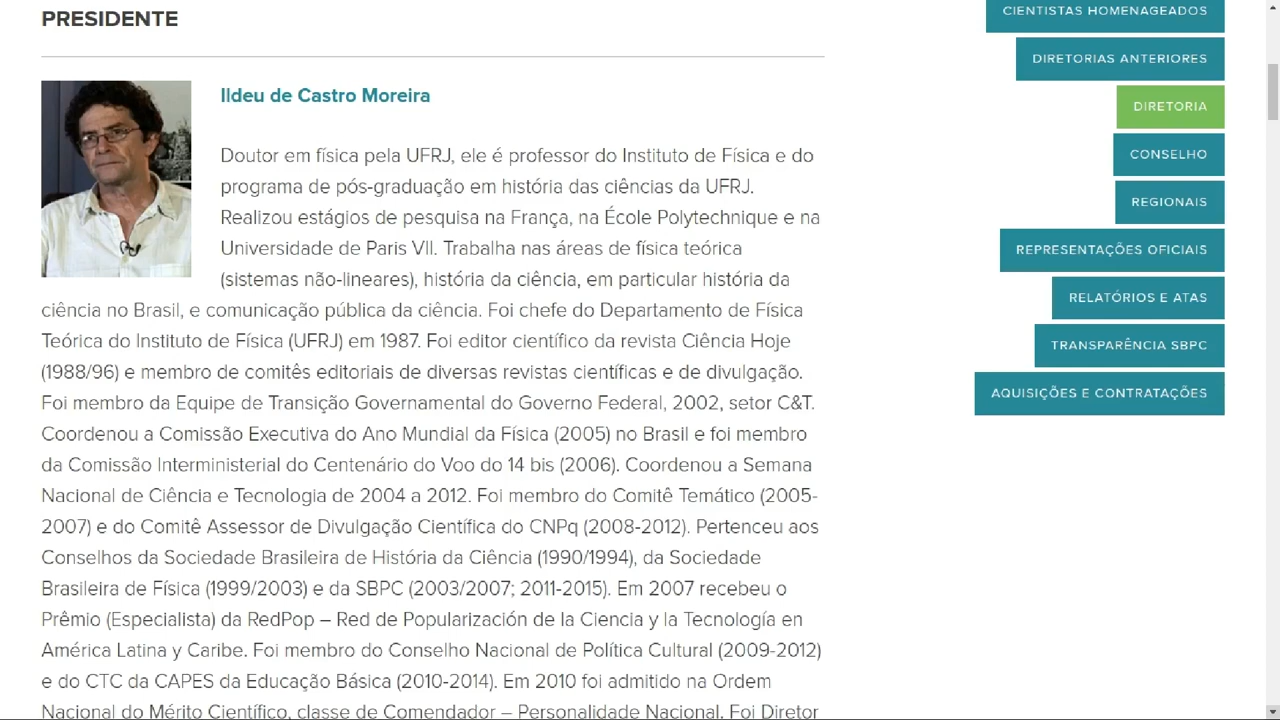 PRESIDENTE
Ildeu de Castro Moreira
Doutor em física pela UFRJ, ele é professor do Instituto de Física e do
programa de pós-graduação em história das ciências da UFRJ.
Realizou estágios de pesquisa na França, na École Polytechnique e na
Universidade de Paris VII. Trabalha nas áreas de física teórica
(sistemas não-lineares), história da ciência, em particular história da
ciência no Brasil, e comunicação pública da ciência. Foi chefe do Departamento de Física
Teórica do Instituto de Física (UFRJ) em 1987. Foi editor científico da revista Ciência Hoje
(1988/96) e membro de comitês editoriais de diversas revistas científicas e de divulgação.
Foi membro da Equipe de Transição Governamental do Governo Federal, 2002, setor C&T.
Coordenou a Comissão Executiva do Ano Mundial da Física (2005) no Brasil e foi membro
da Comissão Interministerial do Centenário do Voo do 14 bis (2006). Coordenou a Semana
Nacional de Ciência e Tecnologia de 2004 a 2012. Foi membro do Comitê Temático (2005-
2007) e do Comitê Assessor de Divulgação Científica do CNPq (2008-2012). Pertenceu aos
Conselhos da Sociedade Brasileira de História da Ciência (1990/1994), da Sociedade
Brasileira de Física (1999/2003) e da SBPC (2003/2007; 2011-2015). Em 2007 recebeu o
Prêmio (Especialista) da RedPop – Red de Popularización de la Ciencia y la Tecnología en
América Latina y Caribe. Foi membro do Conselho Nacional de Política Cultural (2009-2012)
e do CTC da CAPES da Educação Básica (2010-2014). Em 2010 foi admitido na Ordem
Nacional do Mérito Científico, classe de Comendador – Personalidade Nacional. Foi Diretor
CIENTISTAS HOMENAGEADOS
DIRETORIAS ANTERIORES
DIRETORIA
CONSELHO
REGIONAIS
REPRESENTAÇÕES OFICIAIS
RELATÓRIOS E ATAS
TRANSPARÊNCIA SBPC
AQUISIÇÕES E CONTRATAÇÕES